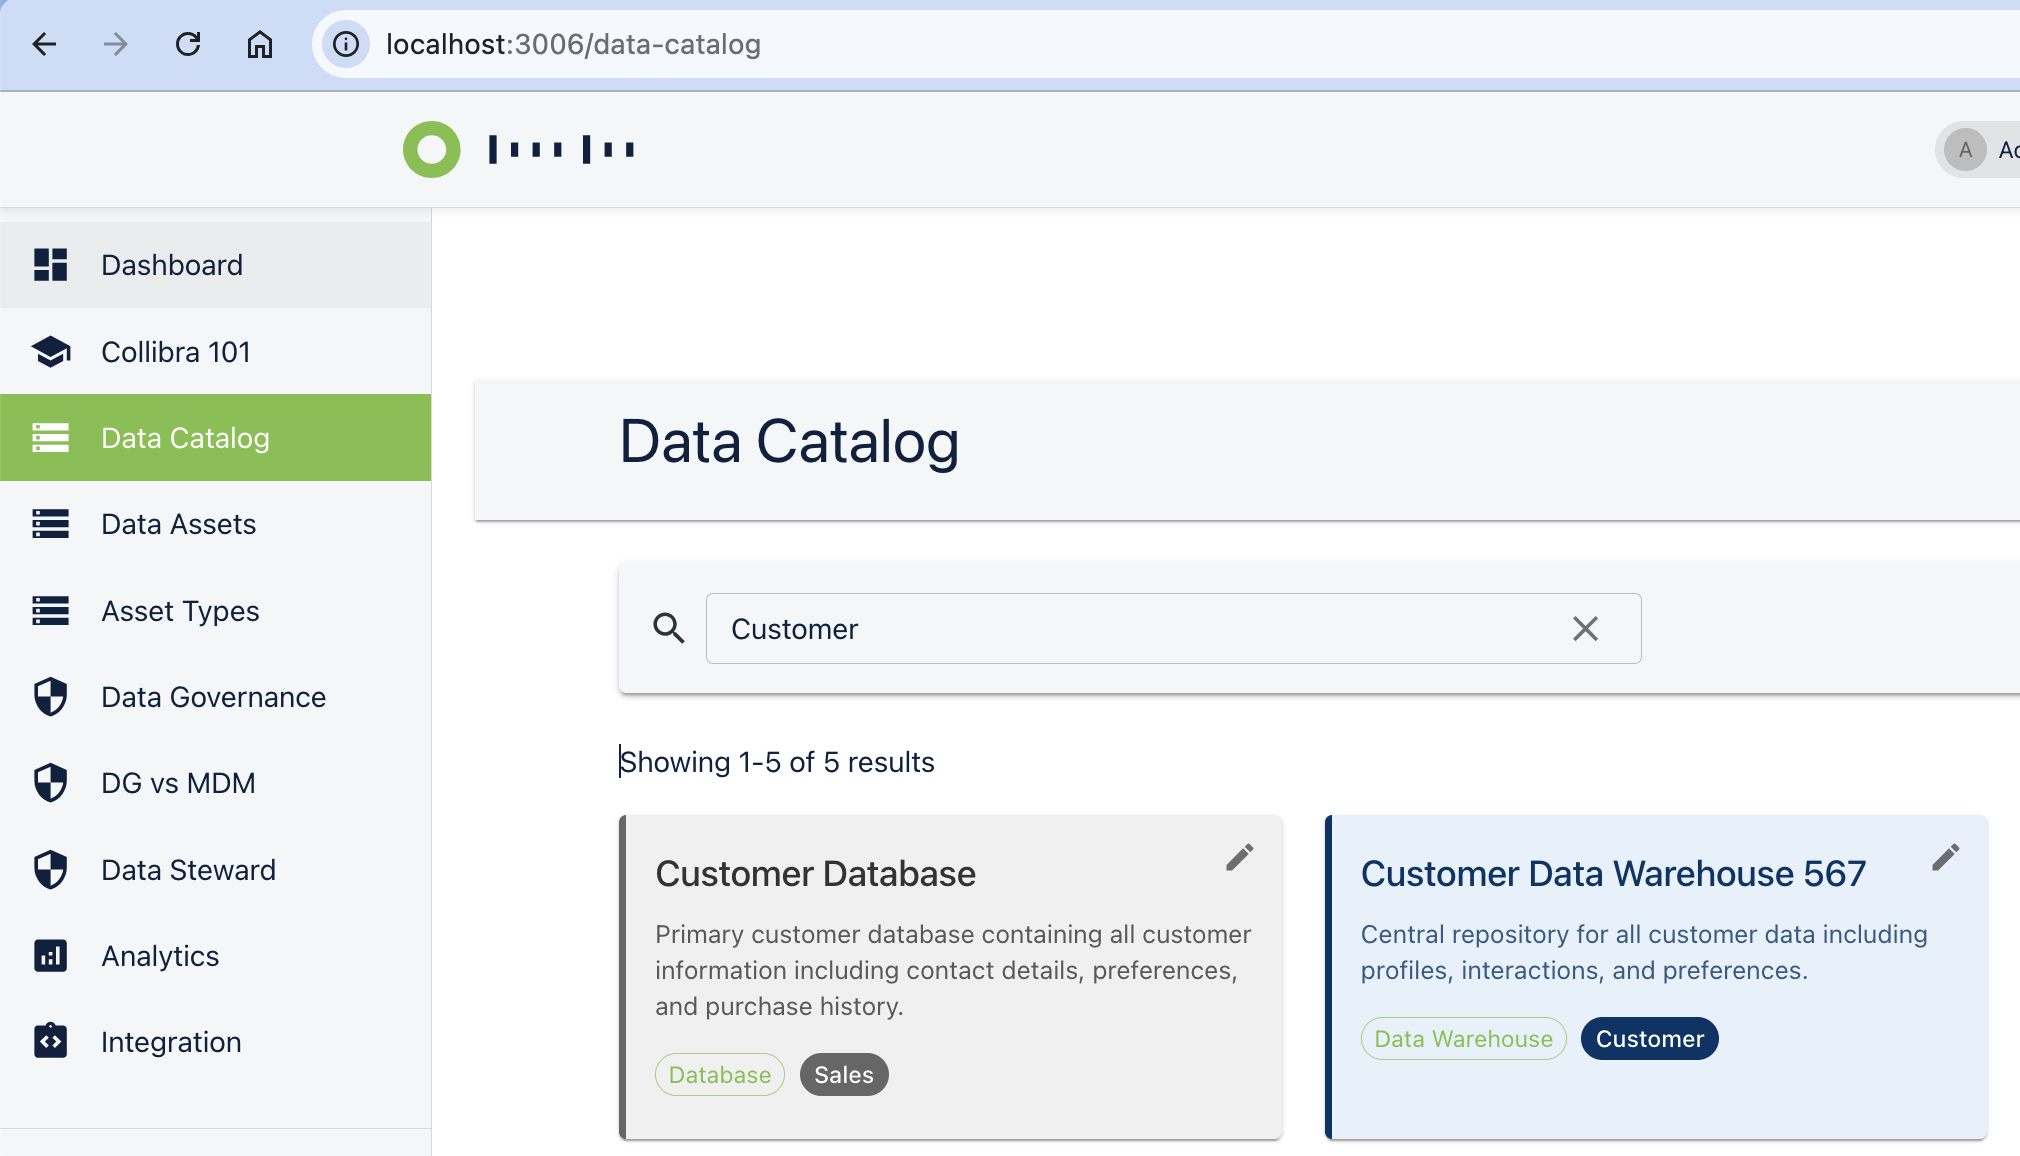 localhost:3006/data-catalog
A
Dashboard
Collibra 101
Data Catalog
Data Assets
Asset Types
Data Governance
DG vs MDM
Data Steward
Analytics
Integration
Data Catalog
Customer
Showing 1-5 of 5 results
Customer Database
Primary customer database containing all customer
information including contact details, preferences,
and purchase history.
Database Sales
Customer Data Warehouse 567
Central repository for all customer data including
profiles, interactions, and preferences.
Data Warehouse Customer